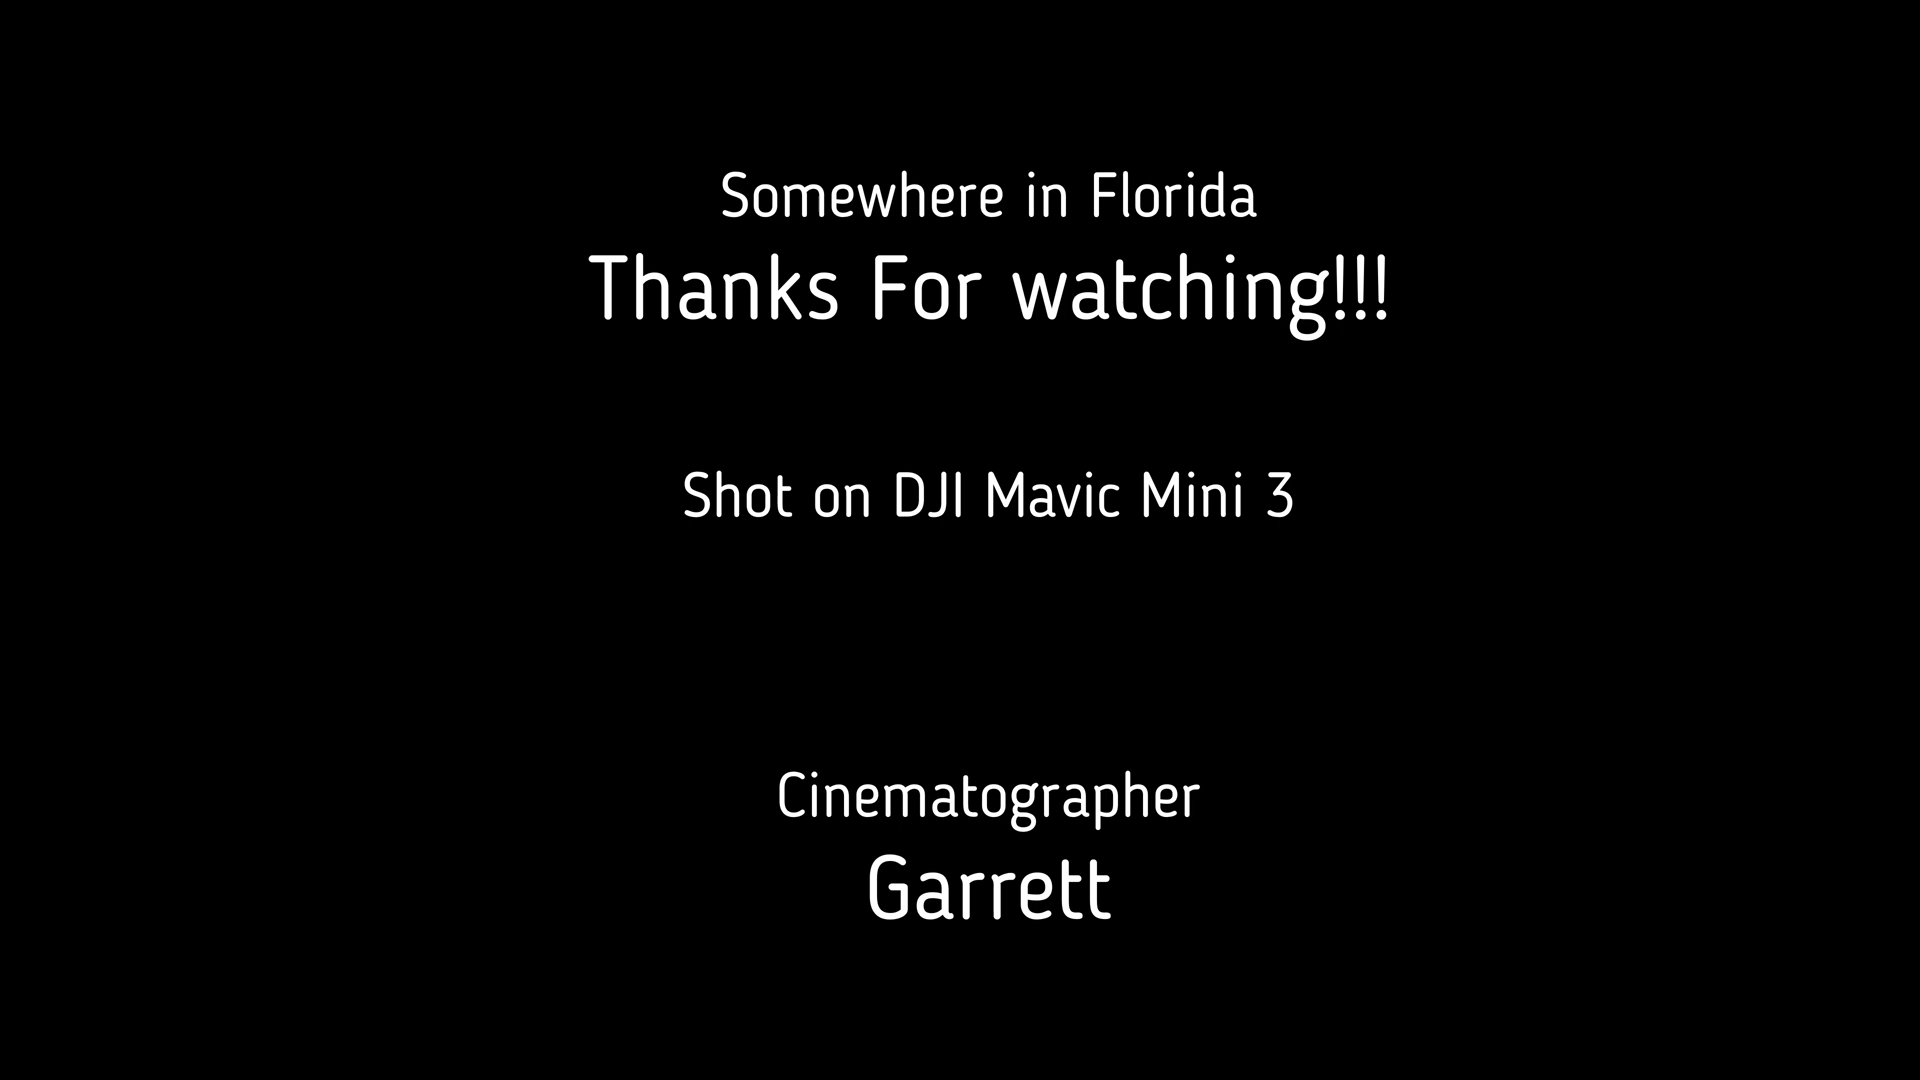 Somewhere in Florida
Thanks For watching!!!
Shot on DJI Mavic Mini 3
Cinematographer
Garrett